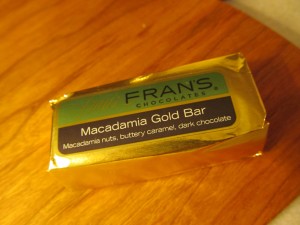 FRAN'S®
CHOCOLATES
Macadamia Gold Bar
Macadamia nuts, buttery caramel, dark chocolate